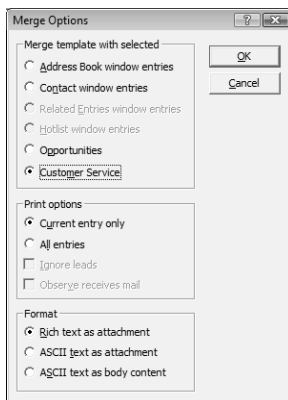 Merge Options
Merge template with selected
Address Book window entries
Contact window entries
Related Entries window entries
Hotlist window entries
Opportunities
Customer Service
OK
Cancel
Print options
Current entry only
All entries
Ignore leads
Observe receives mail
Format
Rich text as attachment
ASCII text as attachment
ASCII text as body content